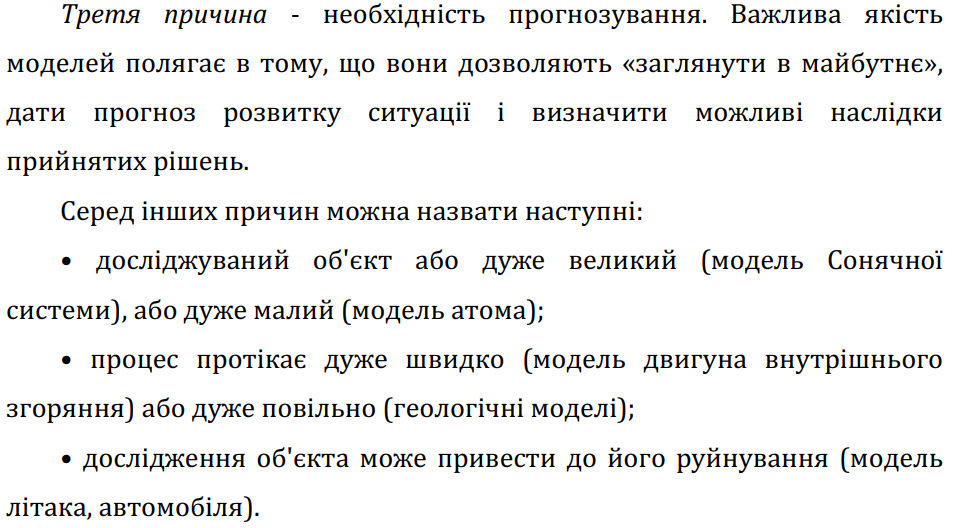 Третя причина - необхідність прогнозування. Важлива якість
моделей полягає в тому, що вони дозволяють «заглянути в майбутнє»,
дати прогноз розвитку ситуації і визначити можливі наслідки
прийнятих рішень.
Серед інших причин можна назвати наступні:
• досліджуваний об'єкт або дуже великий (модель Сонячної
системи), або дуже малий (модель атома);
• процес протікає дуже швидко (модель двигуна внутрішнього
згоряння) або дуже повільно (геологічні моделі);
• дослідження об'єкта може привести до його руйнування (модель
літака, автомобіля).